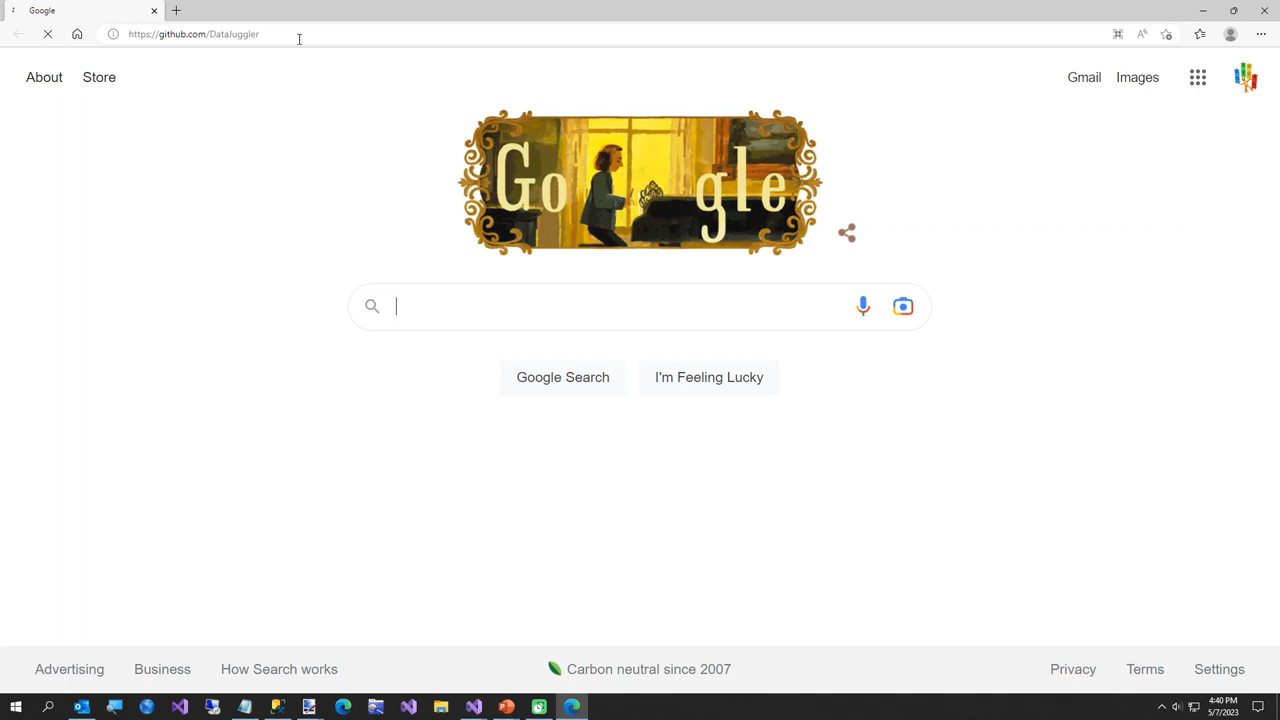 Google
https://github.com/DataJuggler
About Store
Gmail Images
Google
Google Search I'm Feeling Lucky
Advertising Business How Search works
Carbon neutral since 2007
Privacy Terms Settings
4:40 PM
5/7/2023